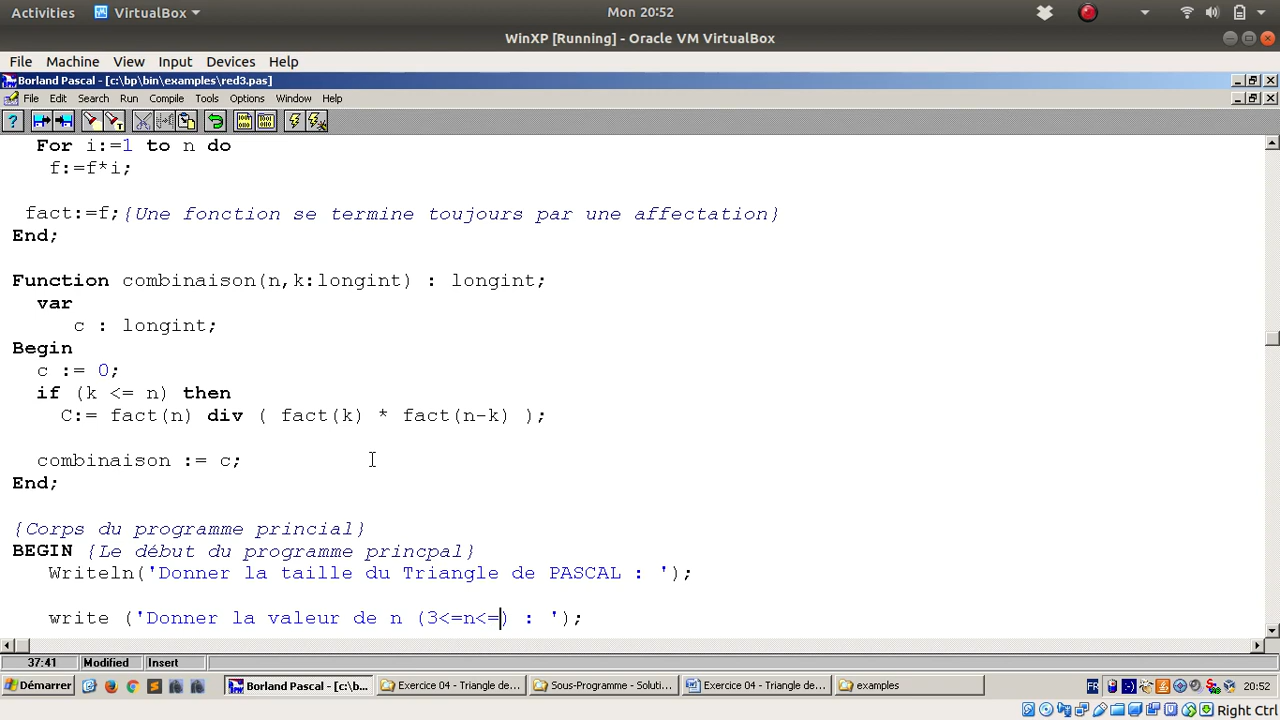 Activities VirtualBox Mon 20:52
WinXP [Running] - Oracle VM VirtualBox
File Machine View Input Devices Help
Borland Pascal - [c:\bp\bin\examples\red3.pas]
File Edit Search Run Compile Tools Options Window Help
For i:=1 to n do
f:=f*i;
fact:=f;{Une fonction se termine toujours par une affectation}
End;
Function combinaison(n,k:longint) : longint;
var
c : longint;
Begin
c := 0;
if (k <= n) then
C:= fact(n) div ( fact(k) * fact(n-k) );
combinaison := c;
End;
{Corps du programme princial}
BEGIN {Le début du programme princpal}
Writeln('Donner la taille du Triangle de PASCAL : ');
write ('Donner la valeur de n (3<=n<=) : ');
37:41 Modified Insert
Démarrer Borland Pascal - [c:\b... Exercice 04 - Triangle de... Sous-Programme - Soluti... Exercice 04 - Triangle de... examples FR 20:52
Right Ctrl